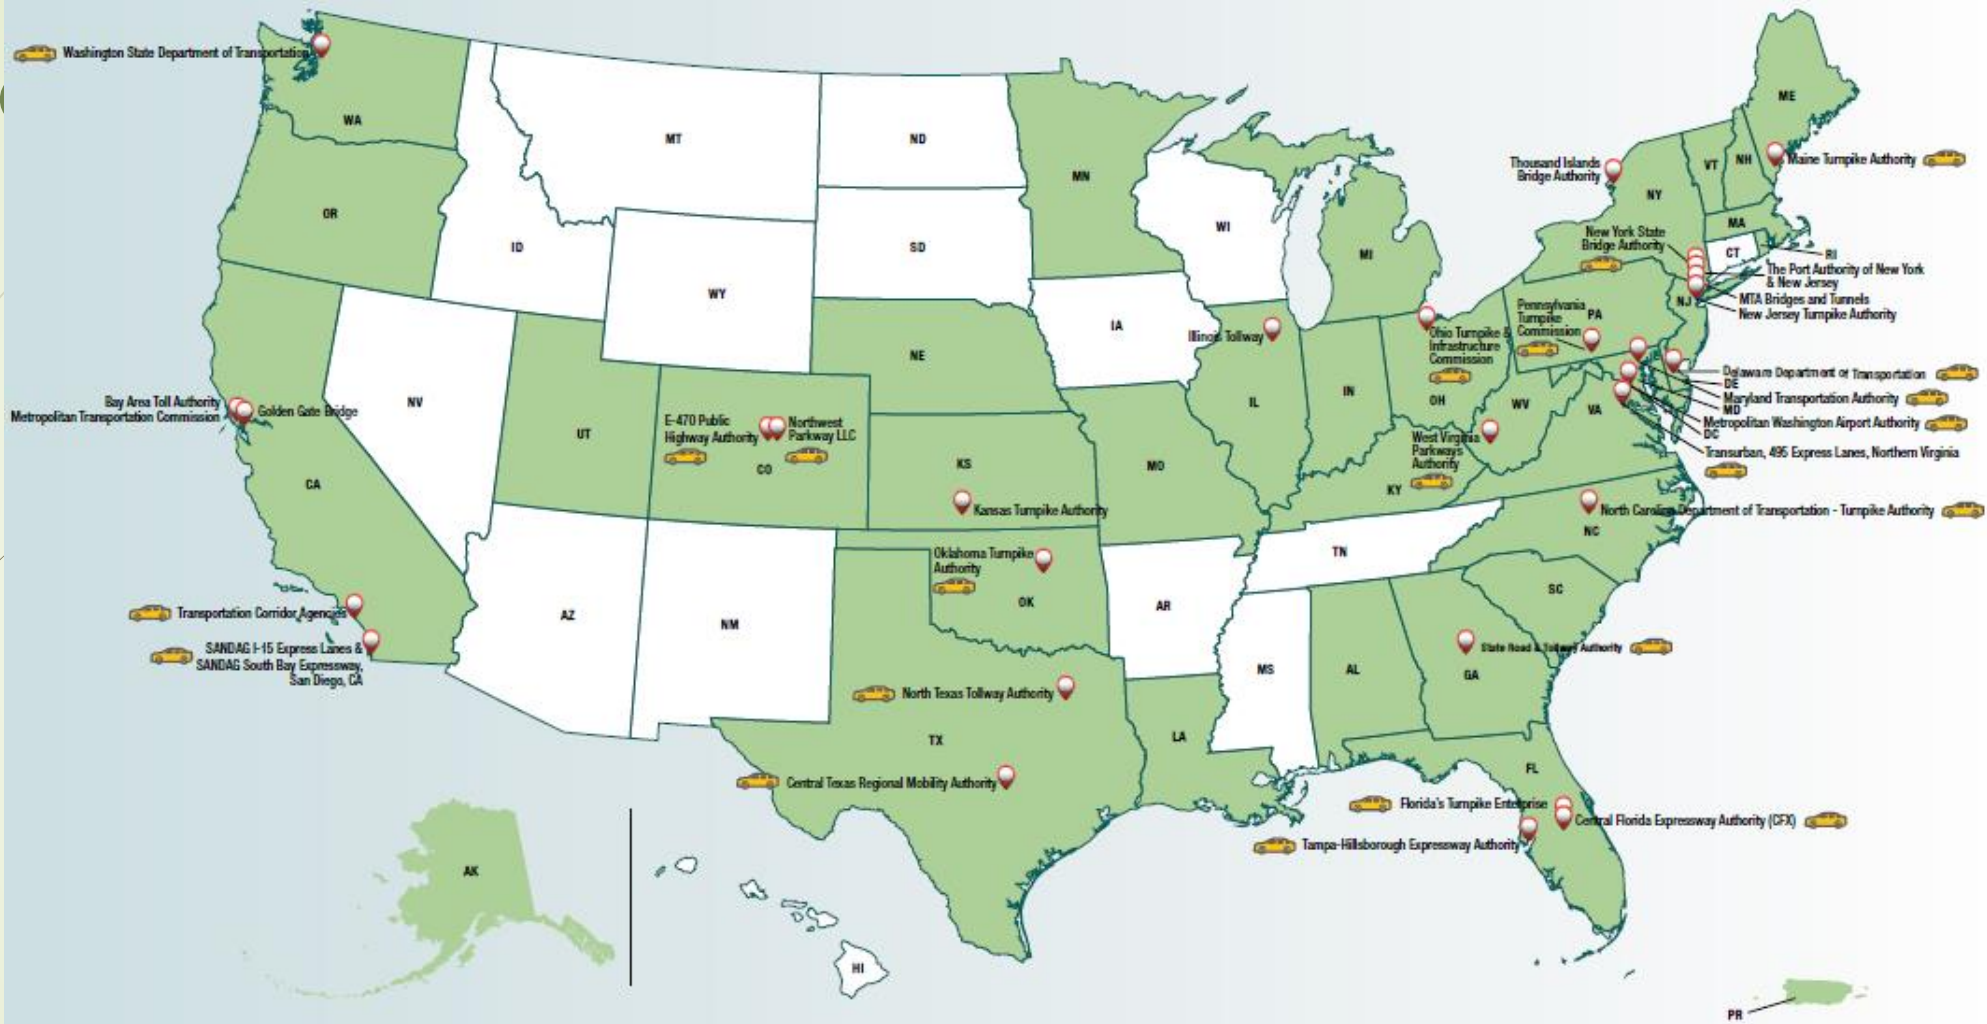 Washington State Department of Transportation
WA
MT
ND
MN
ME
OR
ID
SD
WI
MI
NY
VT
NH
MA
CT
RI
Thousand Islands
Bridge Authority
Maine Turnpike Authority
New York State
Bridge Authority
The Port Authority of New York
& New Jersey
MTA Bridges and Tunnels
New Jersey Turnpike Authority
NJ
WY
IA
NE
Illinois Tollway
Ohio Turnpike &
Infrastructure
Commission
Pennsylvania
Turnpike
Commission
PA
Delaware Department of Transportation
DE
Maryland Transportation Authority
MD
Metropolitan Washington Airport Authority
DC
Transurban, 495 Express Lanes, Northern Virginia
Bay Area Toll Authority
Metropolitan Transportation Commission
Golden Gate Bridge
NV
UT
E-470 Public
Highway Authority
Northwest
Parkway LLC
CO
KS
MO
IL
IN
OH
WV
VA
West Virginia
Parkways
Authority
KY
CA
Kansas Turnpike Authority
North Carolina Department of Transportation - Turnpike Authority
NC
TN
Oklahoma Turnpike
Authority
OK
AR
SC
Transportation Corridor Agencies
SANDAG I-15 Express Lanes &
SANDAG South Bay Expressway,
San Diego, CA
AZ
NM
MS
AL
GA
State Road & Tollway Authority
North Texas Tollway Authority
TX
LA
FL
Central Texas Regional Mobility Authority
Florida's Turnpike Enterprise
Central Florida Expressway Authority (CFX)
Tampa-Hillsborough Expressway Authority
AK
HI
PR